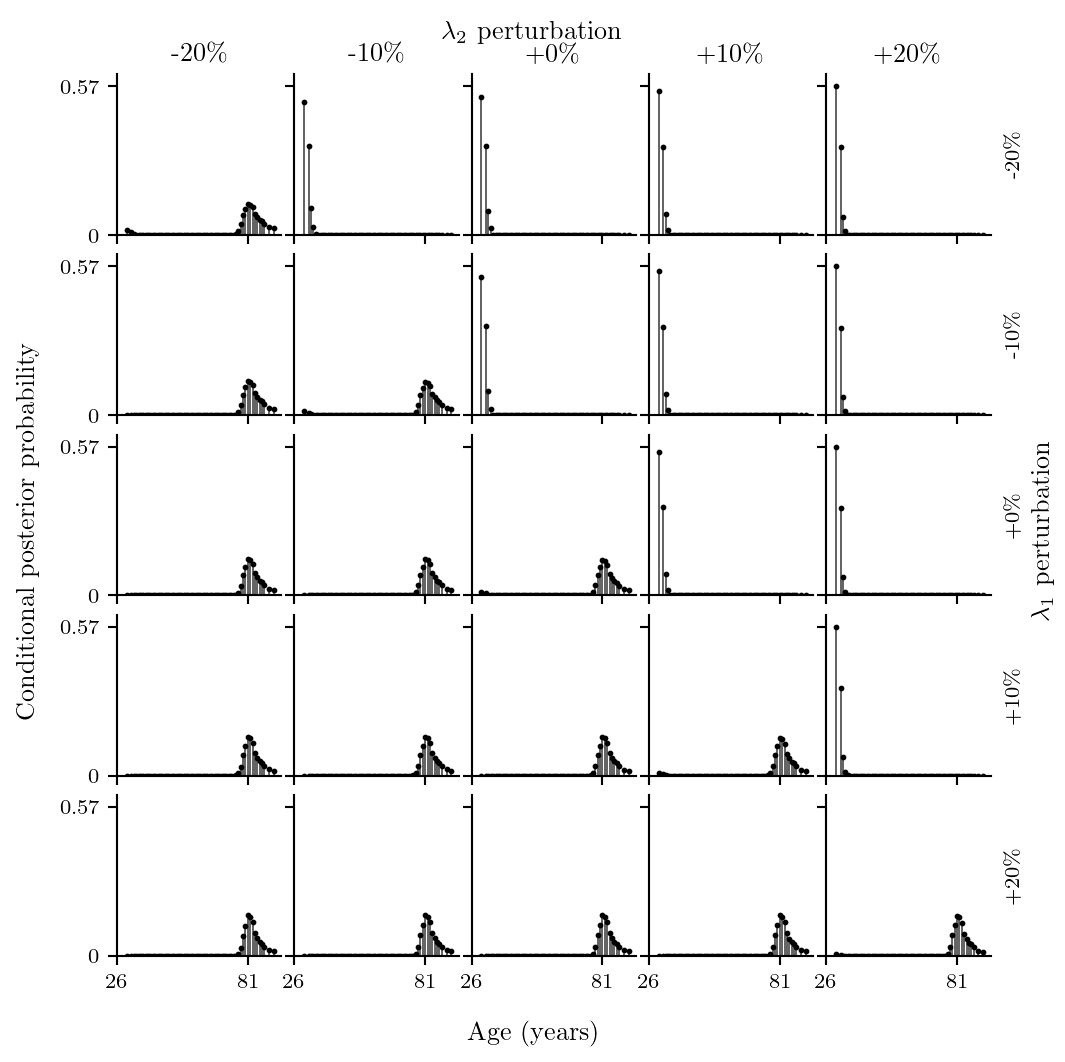 λ₂ perturbation
-20% -10% +0% +10% +20%
0.57
0
-20%
0.57
0
-10%
Conditional posterior probability
0.57
0
+0%
λ₁ perturbation
0.57
0
+10%
0.57
0
+20%
26 81 26 81 26 81 26 81 26 81
Age (years)